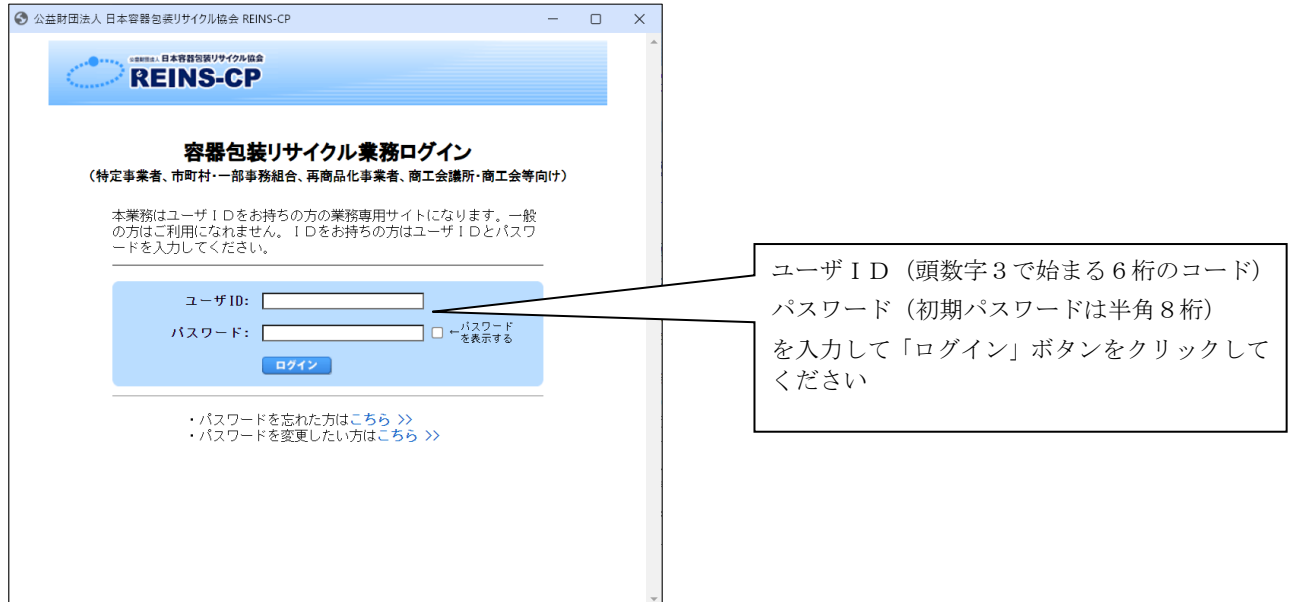 公益財団法人 日本容器包装リサイクル協会 REINS-CP
公益財団法人 日本容器包装リサイクル協会
REINS-CP
容器包装リサイクル業務ログイン
（特定事業者、市町村・一部事務組合、再商品化事業者、商工会議所・商工会等向け）
本業務はユーザＩＤをお持ちの方の業務専用サイトになります。一般
の方はご利用になれません。ＩＤをお持ちの方はユーザＩＤとパスワ
ードを入力してください。
ユーザID:
パスワード:
←パスワード
を表示する
ログイン
・パスワードを忘れた方はこちら >>
・パスワードを変更したい方はこちら >>
ユーザＩＤ（頭数字３で始まる６桁のコード）
パスワード（初期パスワードは半角８桁）
を入力して「ログイン」ボタンをクリックして
ください